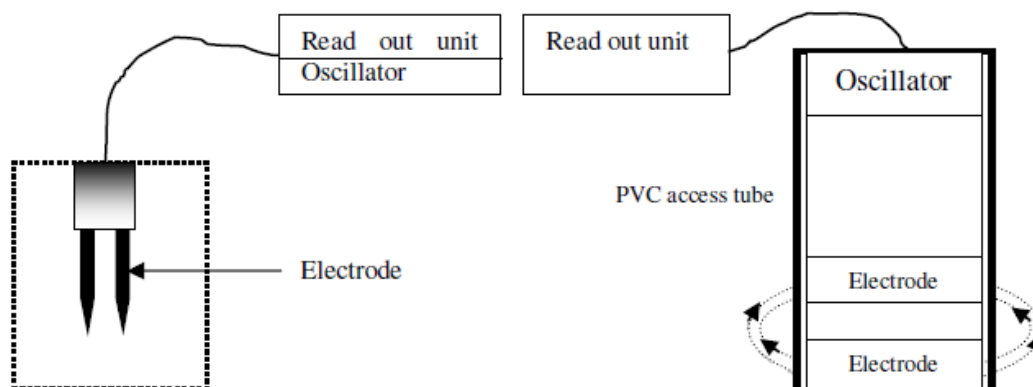 Read out unit
Oscillator
Read out unit
Oscillator
PVC access tube
Electrode
Electrode
Electrode